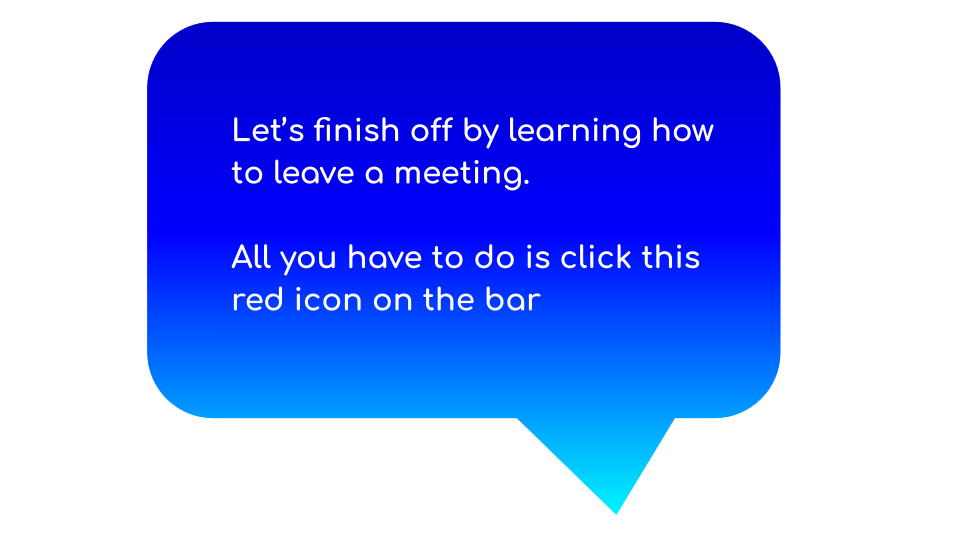 Let’s finish off by learning how
to leave a meeting.
All you have to do is click this
red icon on the bar